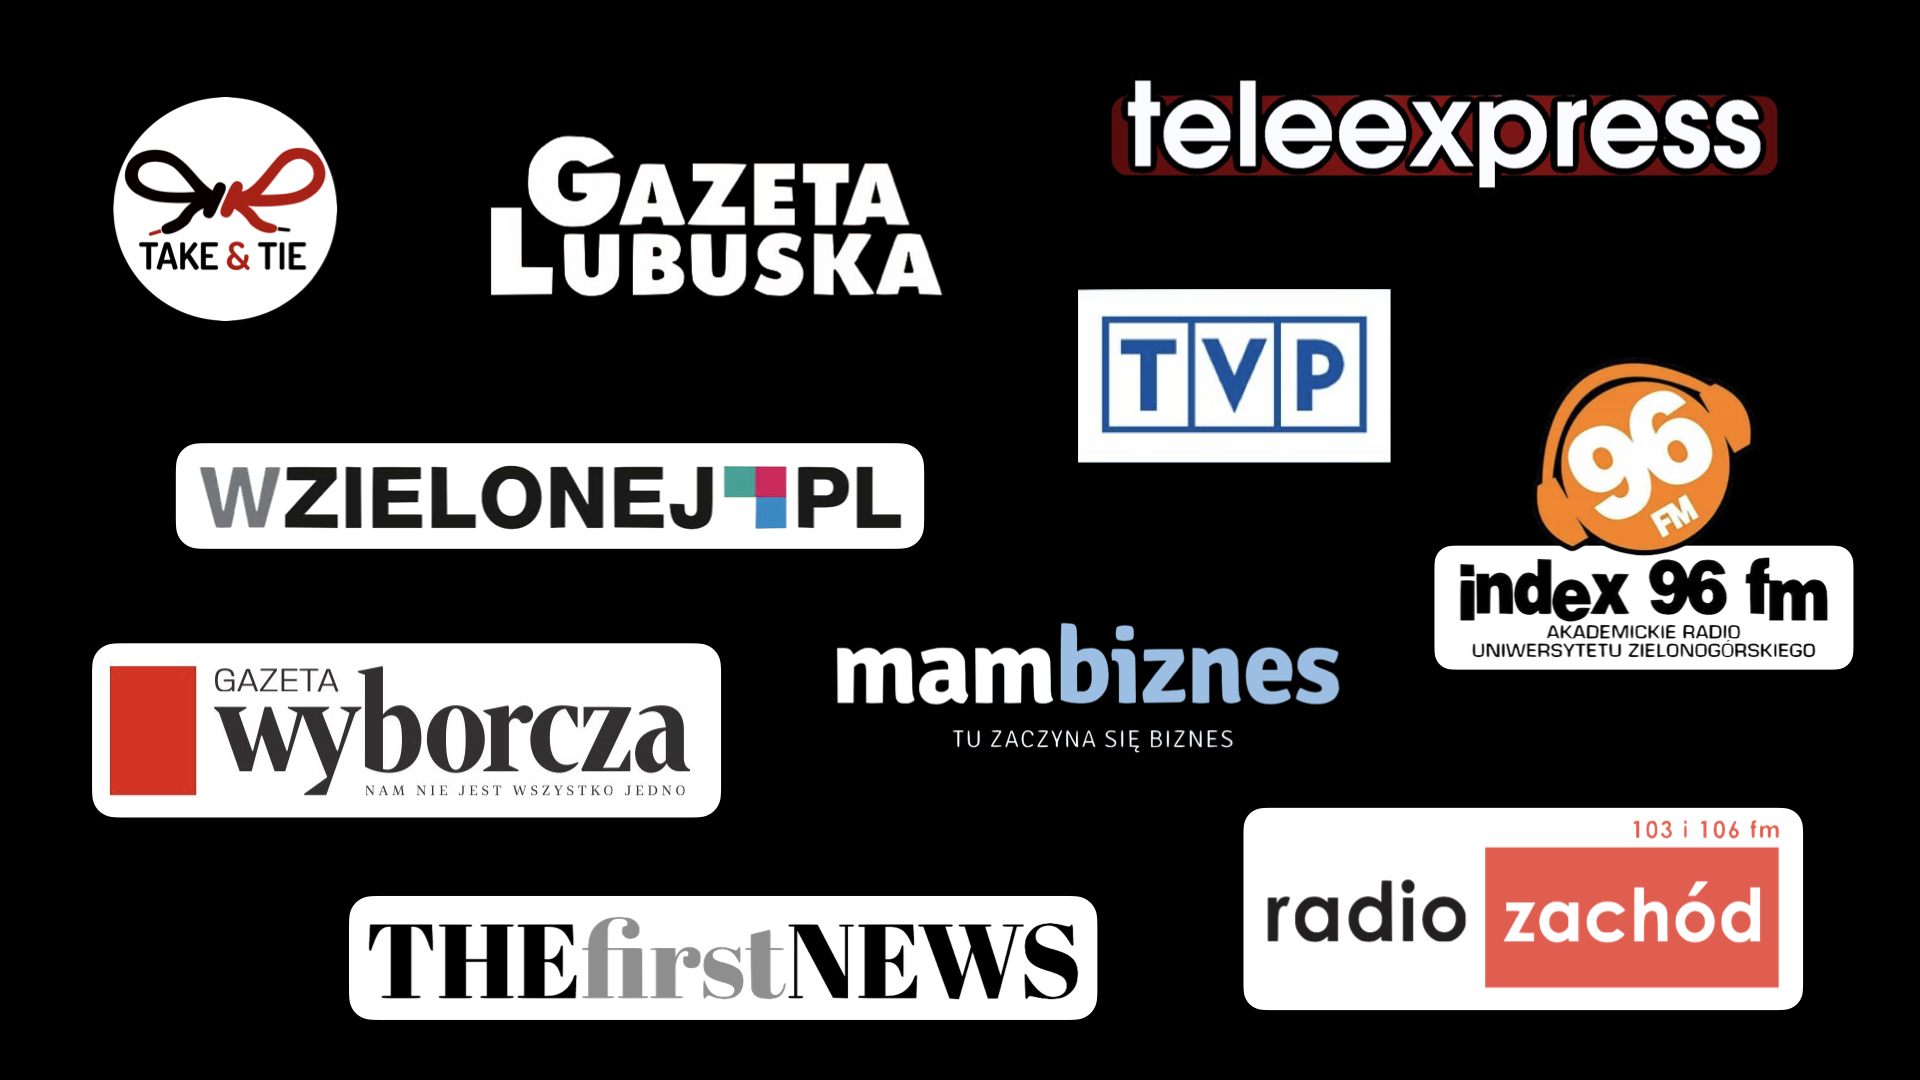 teleexpress
TAKE & TIE
GAZETA
LUBUSKA
TVP
WZIELONEJ PL
96
FM
index 96 fm
AKADEMICKIE RADIO
UNIWERSYTETU ZIELONOGÓRSKIEGO
GAZETA
wyborcza
NAM NIE JEST WSZYSTKO JEDNO
mambiznes
TU ZACZYNA SIĘ BIZNES
103 i 106 fm
radio zachód
THEfirstNEWS